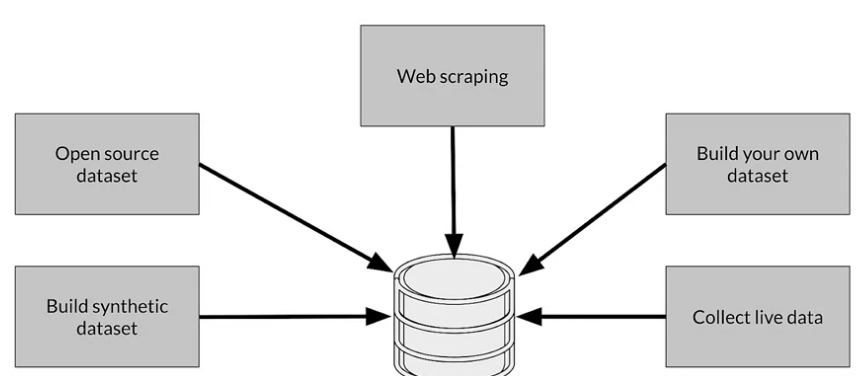 Web scraping
Open source
dataset
Build your own
dataset
Build synthetic
dataset
Collect live data